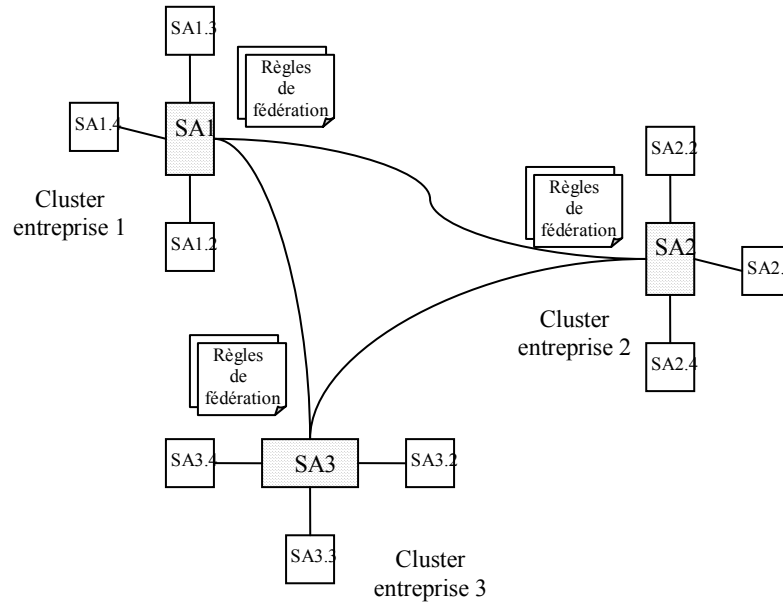 SA1.3
Règles
de
fédération
SA1.4
SA1
Cluster
entreprise 1
SA1.2
SA2.2
Règles
de
fédération
SA2
SA2.
Cluster
entreprise 2
SA2.4
Règles
de
fédération
SA3.4
SA3
SA3.2
SA3.3
Cluster
entreprise 3